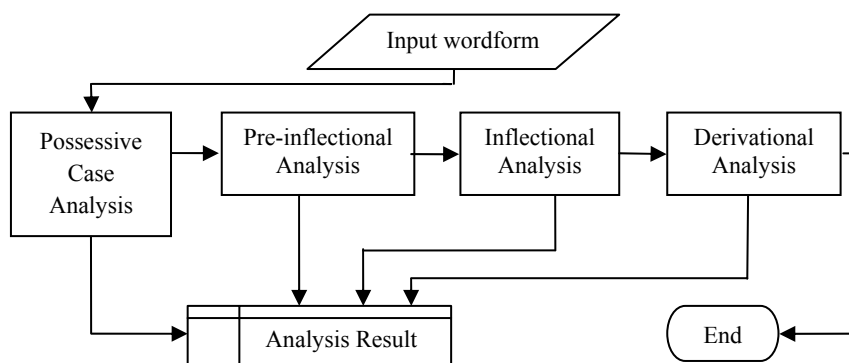 Input wordform
Possessive
Case
Analysis
Pre-inflectional
Analysis
Inflectional
Analysis
Derivational
Analysis
Analysis Result
End